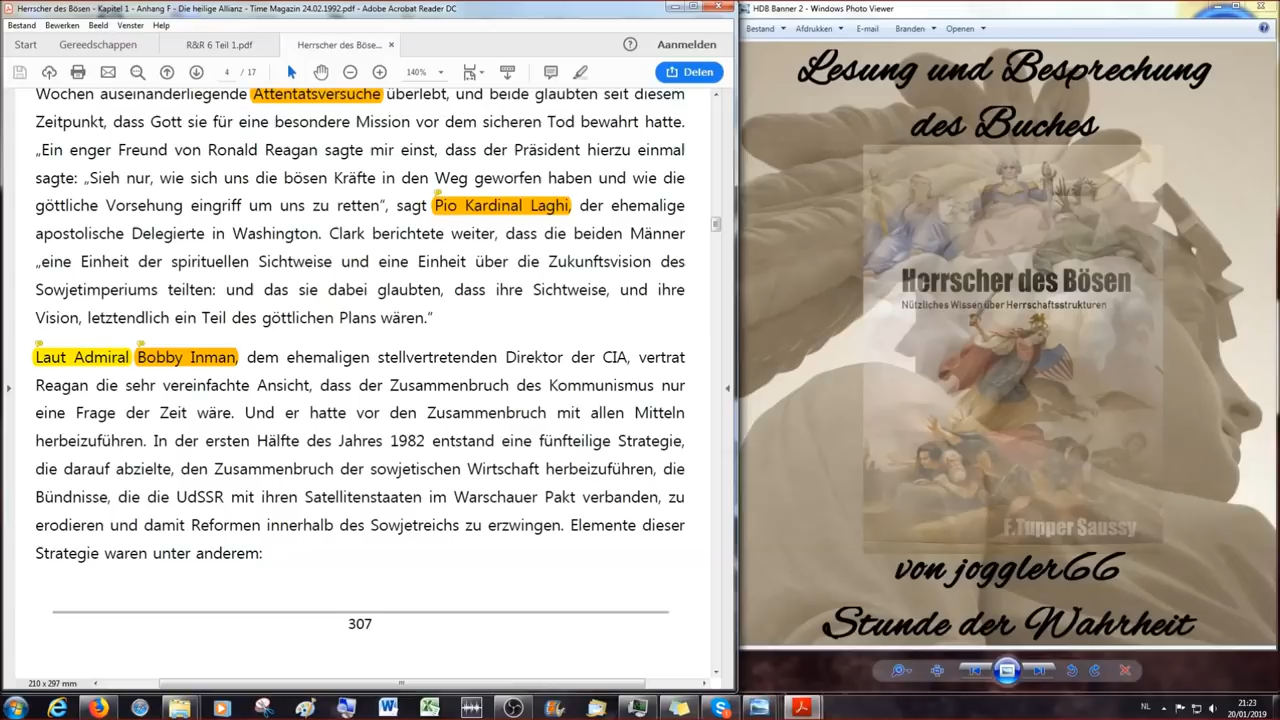 Herrscher des Bösen - Kapitel 1 - Anhang F - Die heilige Allianz - Time Magazin 24.02.1992.pdf - Adobe Acrobat Reader DC
Bestand Bewerken Beeld Venster Help
Start Gereedschappen R&R 6 Teil 1.pdf Herrscher des Böse... × Aanmelden
4 / 17 140% Delen
Wochen auseinanderliegende Attentatsversuche überlebt, und beide glaubten seit diesem
Zeitpunkt, dass Gott sie für eine besondere Mission vor dem sicheren Tod bewahrt hatte.
„Ein enger Freund von Ronald Reagan sagte mir einst, dass der Präsident hierzu einmal
sagte: „Sieh nur, wie sich uns die bösen Kräfte in den Weg geworfen haben und wie die
göttliche Vorsehung eingriff um uns zu retten“, sagt Pio Kardinal Laghi, der ehemalige
apostolische Delegierte in Washington. Clark berichtete weiter, dass die beiden Männer
„eine Einheit der spirituellen Sichtweise und eine Einheit über die Zukunftsvision des
Sowjetimperiums teilten: und das sie dabei glaubten, dass ihre Sichtweise, und ihre
Vision, letztendlich ein Teil des göttlichen Plans wären.“
Laut Admiral Bobby Inman, dem ehemaligen stellvertretenden Direktor der CIA, vertrat
Reagan die sehr vereinfachte Ansicht, dass der Zusammenbruch des Kommunismus nur
eine Frage der Zeit wäre. Und er hatte vor den Zusammenbruch mit allen Mitteln
herbeizuführen. In der ersten Hälfte des Jahres 1982 entstand eine fünfteilige Strategie,
die darauf abzielte, den Zusammenbruch der sowjetischen Wirtschaft herbeizuführen, die
Bündnisse, die die UdSSR mit ihren Satellitenstaaten im Warschauer Pakt verbanden, zu
erodieren und damit Reformen innerhalb des Sowjetreichs zu erzwingen. Elemente dieser
Strategie waren unter anderem:
307
210 x 297 mm
HDB Banner 2 - Windows Photo Viewer
Bestand Afdrukken E-mail Branden Openen
Lesung und Besprechung
des Buches
Herrscher des Bösen
Nützliches Wissen über Herrschaftsstrukturen
F.Tupper Saussy
von joggler66
Stunde der Wahrheit
NL 21:23
20/01/2019